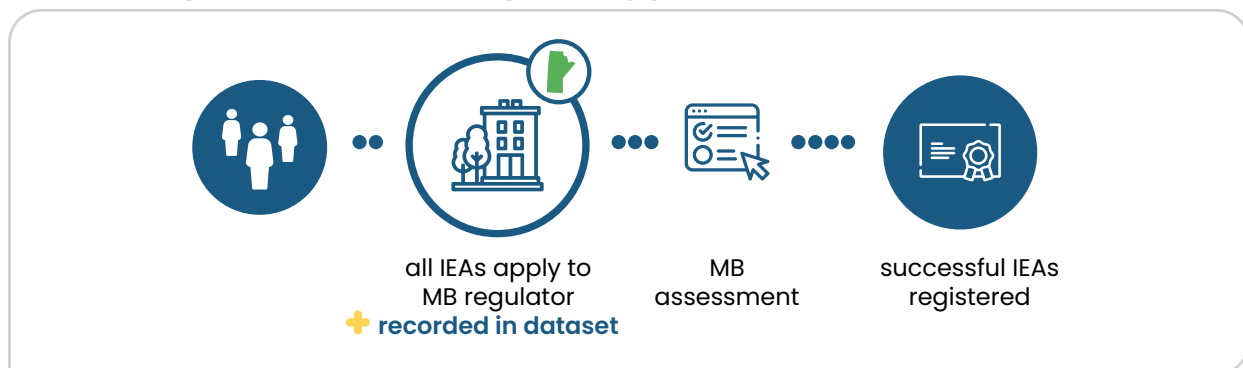 all IEAs apply to
MB regulator
+ recorded in dataset
MB
assessment
successful IEAs
registered